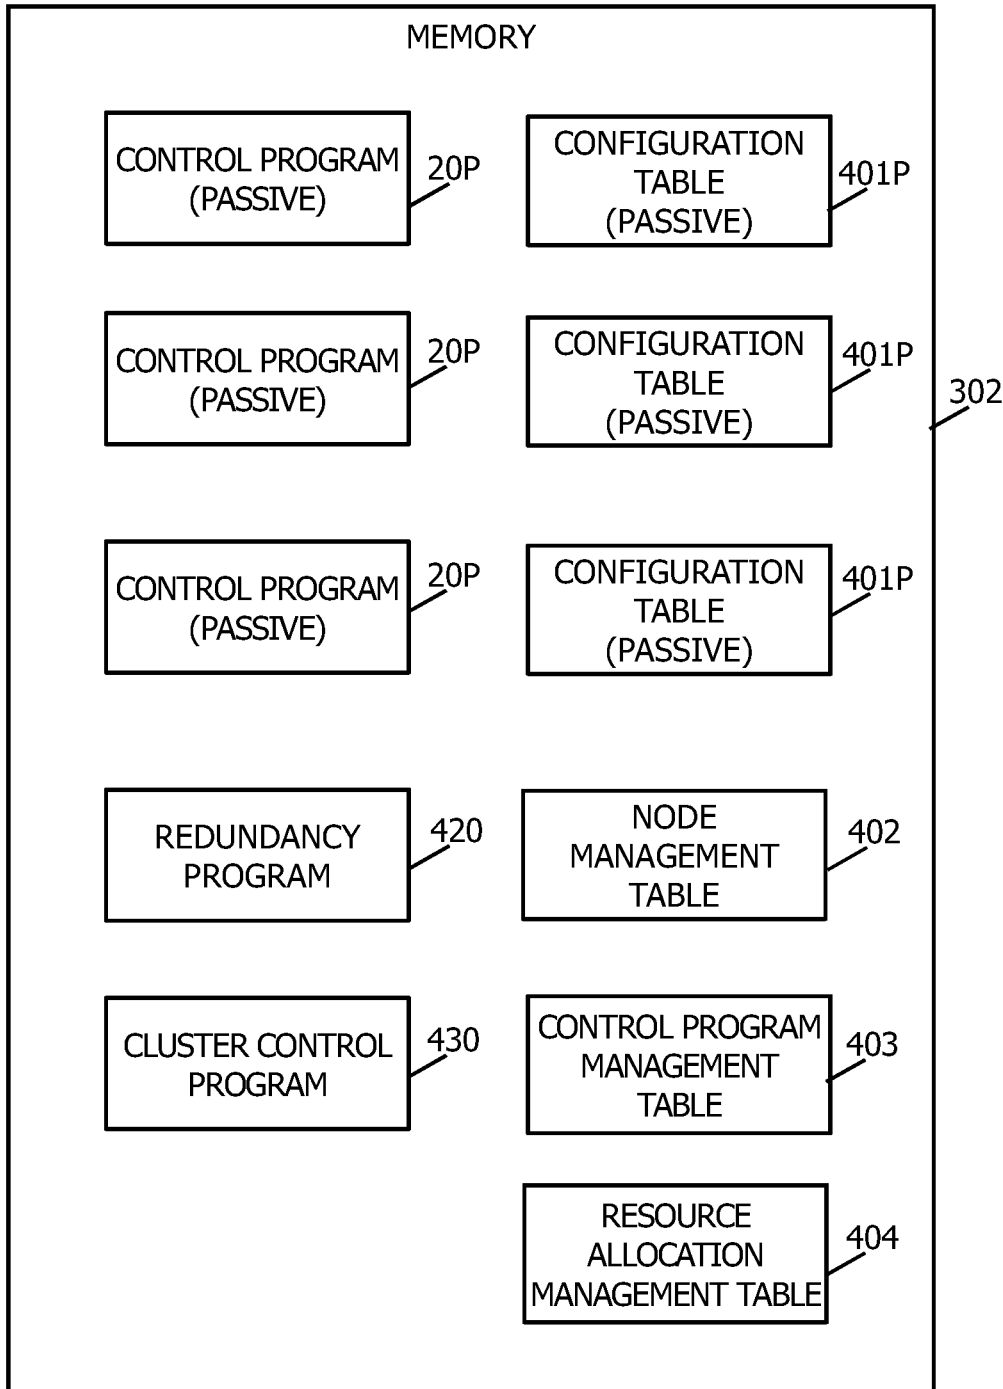 MEMORY
CONTROL PROGRAM
(PASSIVE)
20P
CONFIGURATION
TABLE
(PASSIVE)
401P
CONTROL PROGRAM
(PASSIVE)
20P
CONFIGURATION
TABLE
(PASSIVE)
401P
302
CONTROL PROGRAM
(PASSIVE)
20P
CONFIGURATION
TABLE
(PASSIVE)
401P
REDUNDANCY
PROGRAM
420
NODE
MANAGEMENT
TABLE
402
CLUSTER CONTROL
PROGRAM
430
CONTROL PROGRAM
MANAGEMENT
TABLE
403
RESOURCE
ALLOCATION
MANAGEMENT TABLE
404